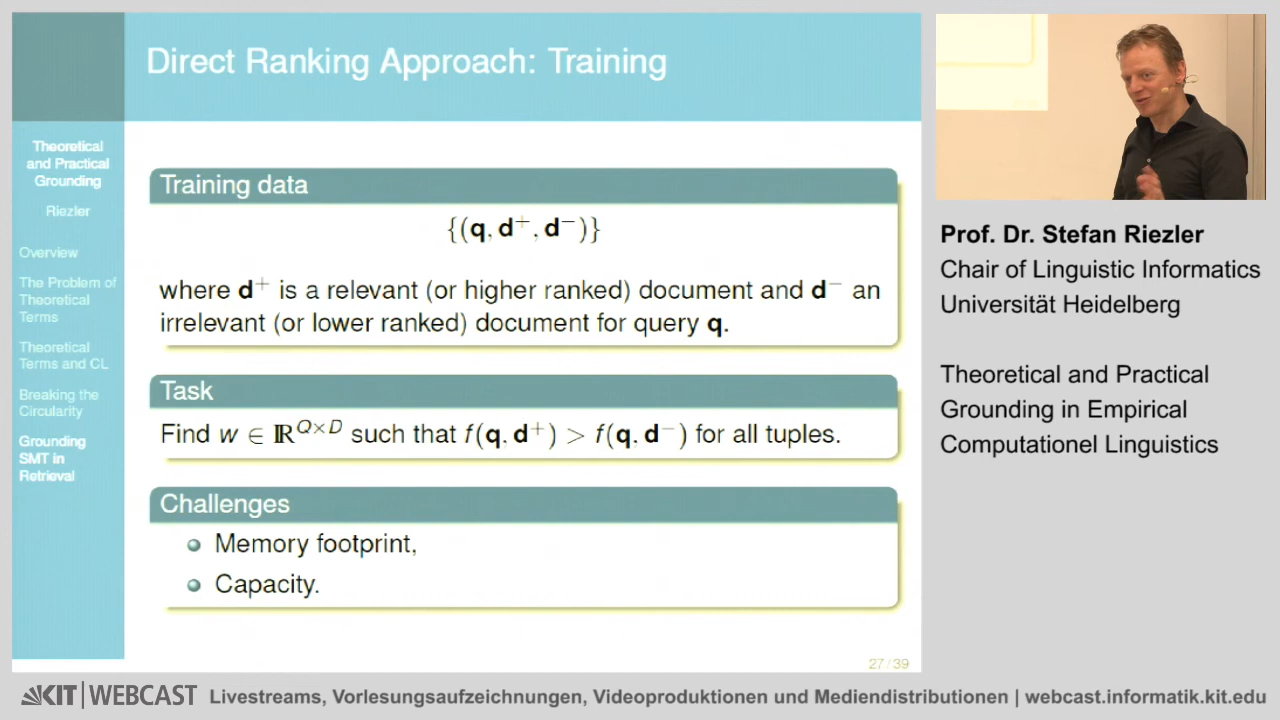 Direct Ranking Approach: Training
Theoretical
and Practical
Grounding
Riezler
Overview
The Problem of
Theoretical
Terms
Theoretical
Terms and CL
Breaking the
Circularity
Grounding
SMT in
Retrieval
Training data
{(q, d⁺, d⁻)}
where d⁺ is a relevant (or higher ranked) document and d⁻ an
irrelevant (or lower ranked) document for query q.
Task
Find w ∈ ℝ^{Q×D} such that f(q, d⁺) > f(q, d⁻) for all tuples.
Challenges
Memory footprint,
Capacity.
27/39
Prof. Dr. Stefan Riezler
Chair of Linguistic Informatics
Universität Heidelberg
Theoretical and Practical
Grounding in Empirical
Computationel Linguistics
KIT | WEBCAST Livestreams, Vorlesungsaufzeichnungen, Videoproduktionen und Mediendistributionen | webcast.informatik.kit.edu